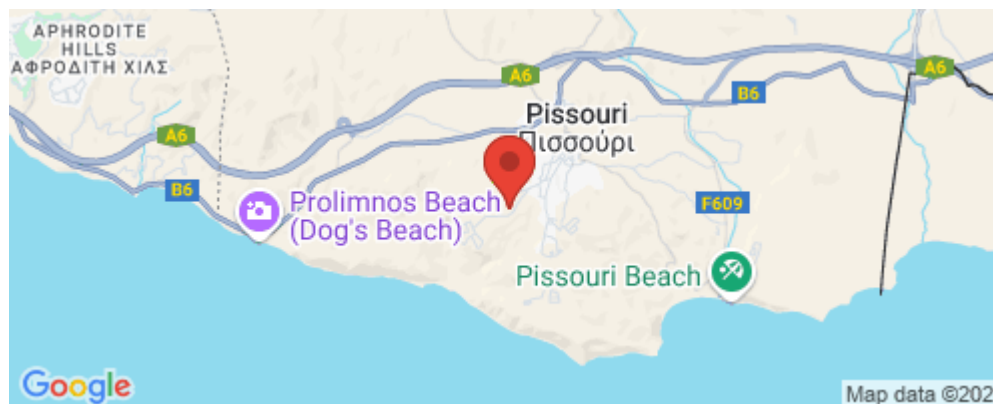 APHRODITE
HILLS
ΑΦΡΟΔΙΤΗ ΧΙΛΣ
A6
A6
B6
Pissouri
Πισσούρι
A6
B6
Prolimnos Beach
(Dog's Beach)
F609
Pissouri Beach
Google
Map data ©202